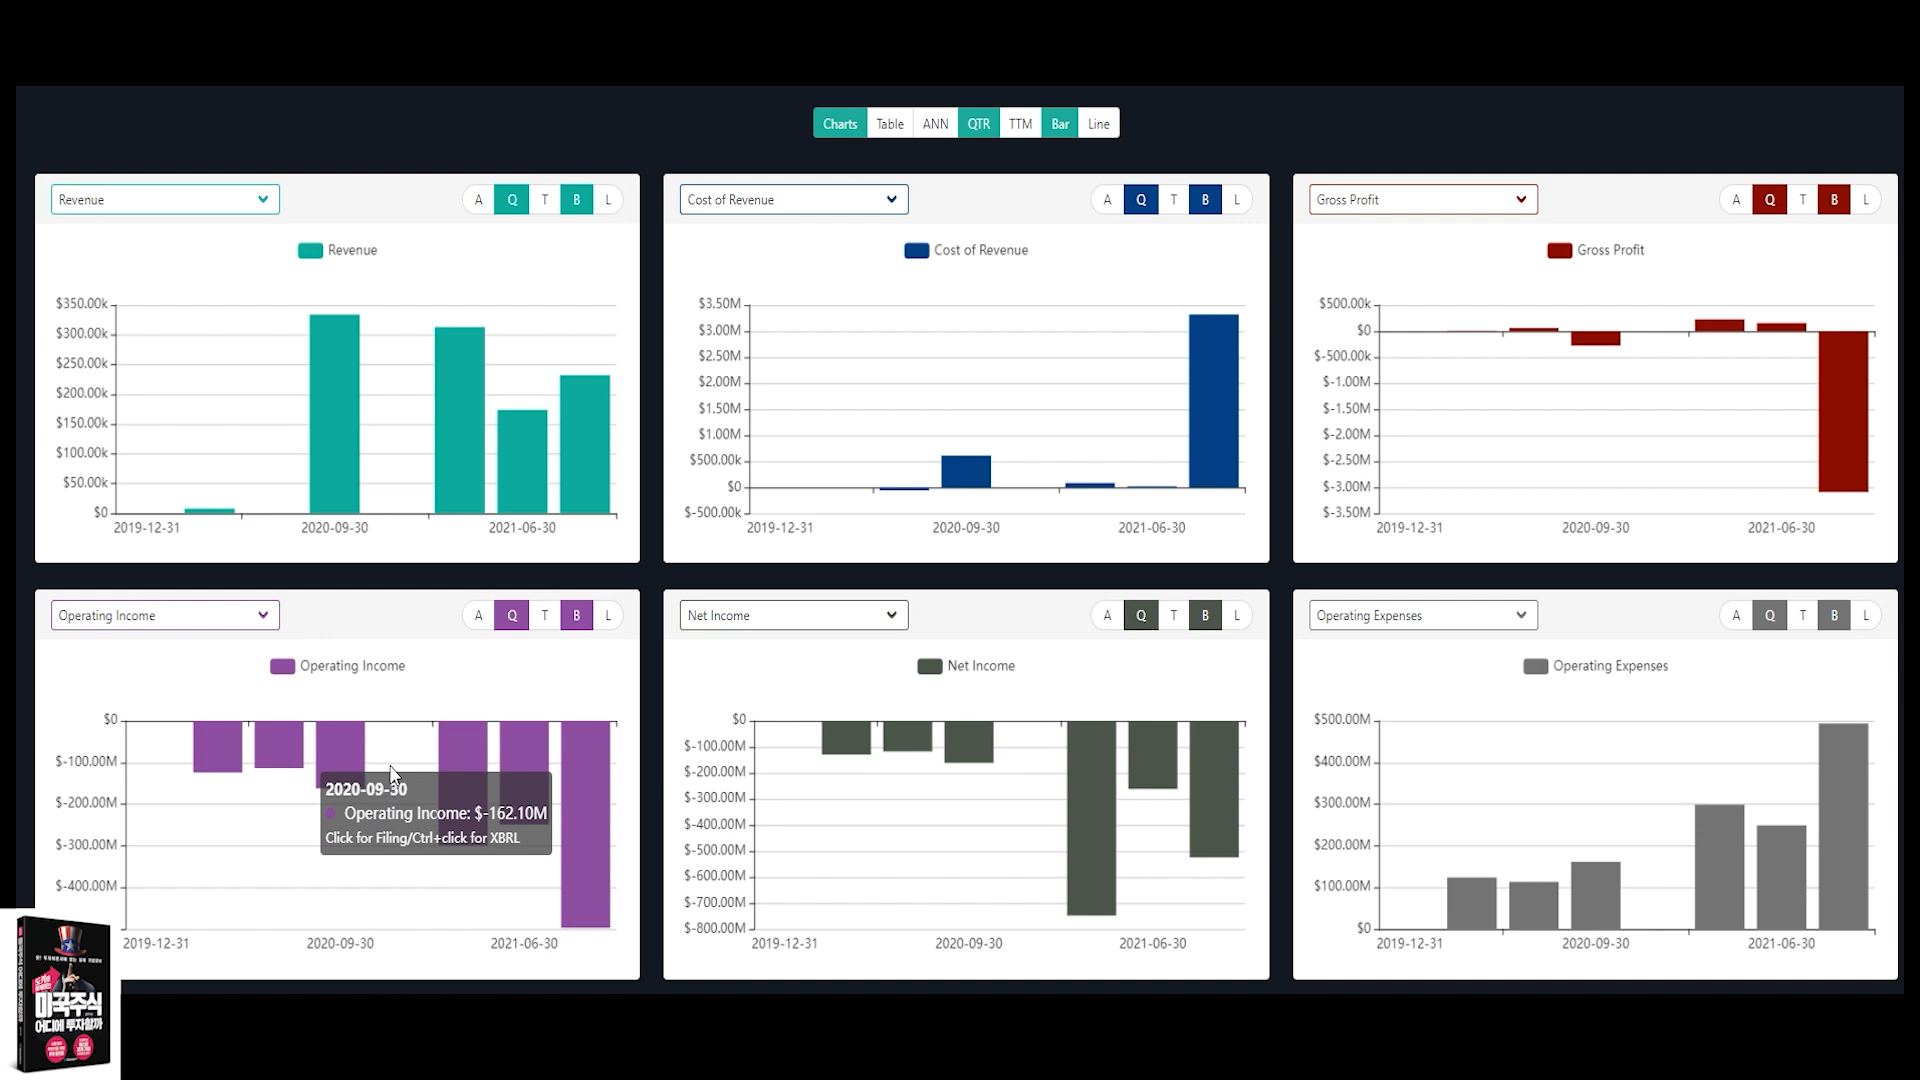 Charts Table ANN QTR TTM Bar Line
Revenue A Q T B L
Revenue
$350.00k
$300.00k
$250.00k
$200.00k
$150.00k
$100.00k
$50.00k
$0
2019-12-31 2020-09-30 2021-06-30
Cost of Revenue A Q T B L
Cost of Revenue
$3.50M
$3.00M
$2.50M
$2.00M
$1.50M
$1.00M
$500.00k
$0
$-500.00k
2019-12-31 2020-09-30 2021-06-30
Gross Profit A Q T B L
Gross Profit
$500.00k
$0
$-500.00k
$-1.00M
$-1.50M
$-2.00M
$-2.50M
$-3.00M
$-3.50M
2019-12-31 2020-09-30 2021-06-30
Operating Income A Q T B L
Operating Income
$0
$-100.00M
$-200.00M
$-300.00M
$-400.00M
2020-09-30
Operating Income: $-162.10M
Click for Filing/Ctrl+click for XBRL
2019-12-31 2020-09-30 2021-06-30
Net Income A Q T B L
Net Income
$0
$-100.00M
$-200.00M
$-300.00M
$-400.00M
$-500.00M
$-600.00M
$-700.00M
$-800.00M
2019-12-31 2020-09-30 2021-06-30
Operating Expenses A Q T B L
Operating Expenses
$500.00M
$400.00M
$300.00M
$200.00M
$100.00M
$0
2019-12-31 2020-09-30 2021-06-30
미국주식
어디에 투자할까